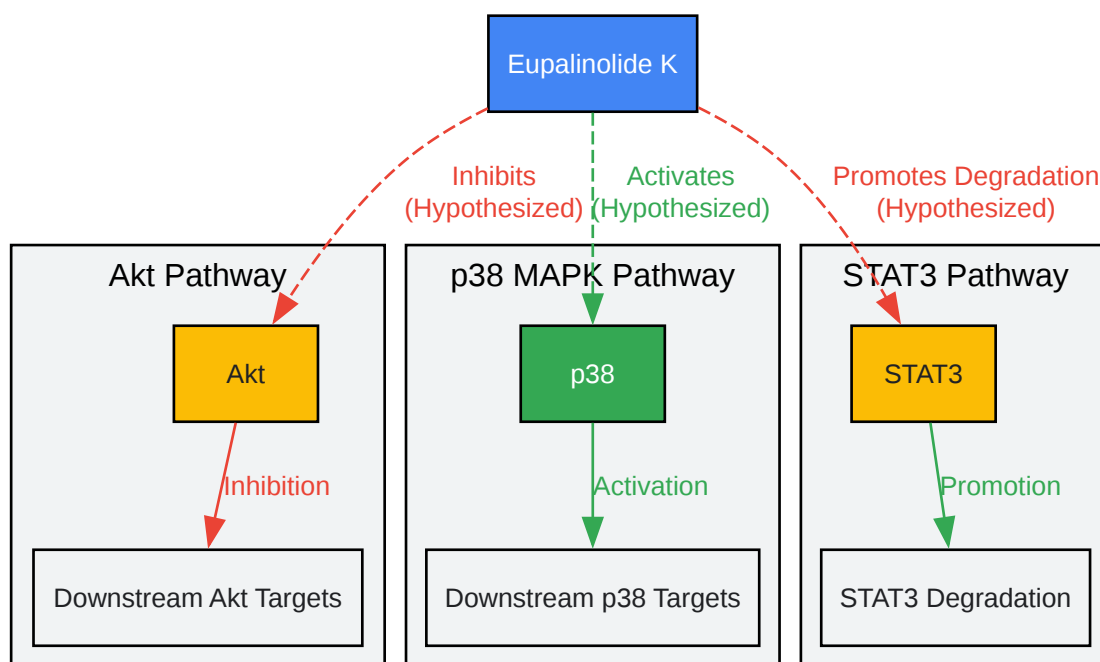 Eupalinolide K
Inhibits
(Hypothesized)
Activates
(Hypothesized)
Promotes Degradation
(Hypothesized)
Akt Pathway
p38 MAPK Pathway
STAT3 Pathway
Akt
p38
STAT3
Inhibition
Activation
Promotion
Downstream Akt Targets
Downstream p38 Targets
STAT3 Degradation